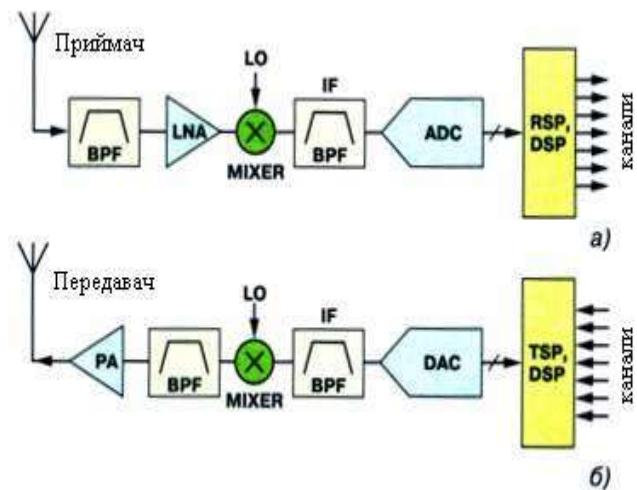 Приймач
LO
IF
BPF
LNA
MIXER
BPF
ADC
RSP,
DSP
канали
а)
Передавач
LO
IF
PA
BPF
MIXER
BPF
DAC
TSP,
DSP
канали
б)